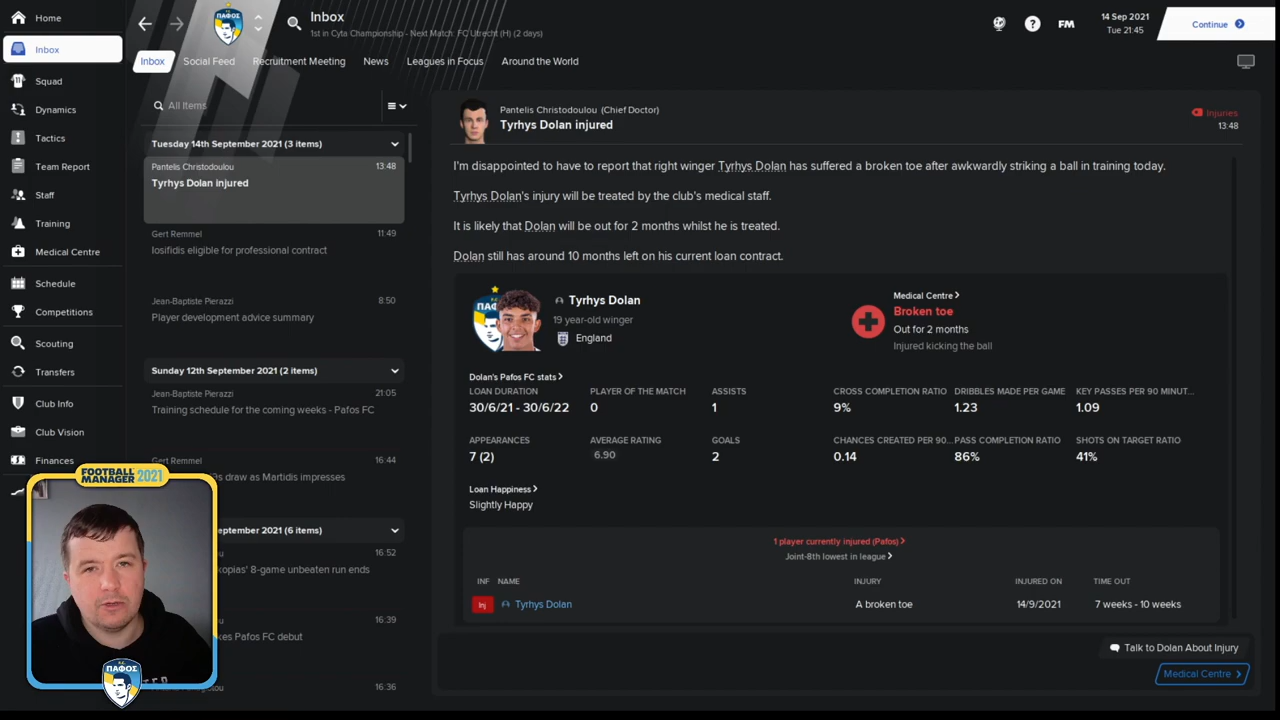 Home
Inbox
Squad
Dynamics
Tactics
Team Report
Staff
Training
Medical Centre
Schedule
Competitions
Scouting
Transfers
Club Info
Club Vision
Finances
ΠΑΦΟΣ
Inbox
1st in Cyta Championship - Next Match: FC Utrecht (H) (2 days)
FM
14 Sep 2021
Tue 21:45
Continue
Inbox
Social Feed
Recruitment Meeting
News
Leagues in Focus
Around the World
All Items
Tuesday 14th September 2021 (3 items)
Pantelis Christodoulou
13:48
Tyrhys Dolan injured
Gert Remmel
11:49
Iosifidis eligible for professional contract
Jean-Baptiste Pierazzi
8:50
Player development advice summary
Sunday 12th September 2021 (2 items)
Jean-Baptiste Pierazzi
21:05
Training schedule for the coming weeks - Pafos FC
Gert Remmel
16:44
s draw as Martidis impresses
eptember 2021 (6 items)
16:52
kopias' 8-game unbeaten run ends
16:39
kes Pafos FC debut
16:36
Pantelis Christodoulou (Chief Doctor)
Tyrhys Dolan injured
Injuries
13:48
I'm disappointed to have to report that right winger Tyrhys Dolan has suffered a broken toe after awkwardly striking a ball in training today.
Tyrhys Dolan's injury will be treated by the club's medical staff.
It is likely that Dolan will be out for 2 months whilst he is treated.
Dolan still has around 10 months left on his current loan contract.
Tyrhys Dolan
19 year-old winger
England
Medical Centre
Broken toe
Out for 2 months
Injured kicking the ball
Dolan's Pafos FC stats
LOAN DURATION
PLAYER OF THE MATCH
ASSISTS
CROSS COMPLETION RATIO
DRIBBLES MADE PER GAME
KEY PASSES PER 90 MINUT...
30/6/21 - 30/6/22
0
1
9%
1.23
1.09
APPEARANCES
AVERAGE RATING
GOALS
CHANCES CREATED PER 90...
PASS COMPLETION RATIO
SHOTS ON TARGET RATIO
7 (2)
6.90
2
0.14
86%
41%
Loan Happiness
Slightly Happy
1 player currently injured (Pafos)
Joint-8th lowest in league
INF
NAME
INJURY
INJURED ON
TIME OUT
Inj
Tyrhys Dolan
A broken toe
14/9/2021
7 weeks - 10 weeks
Talk to Dolan About Injury
Medical Centre
FOOTBALL
MANAGER 2021
ΠΑΦΟΣ